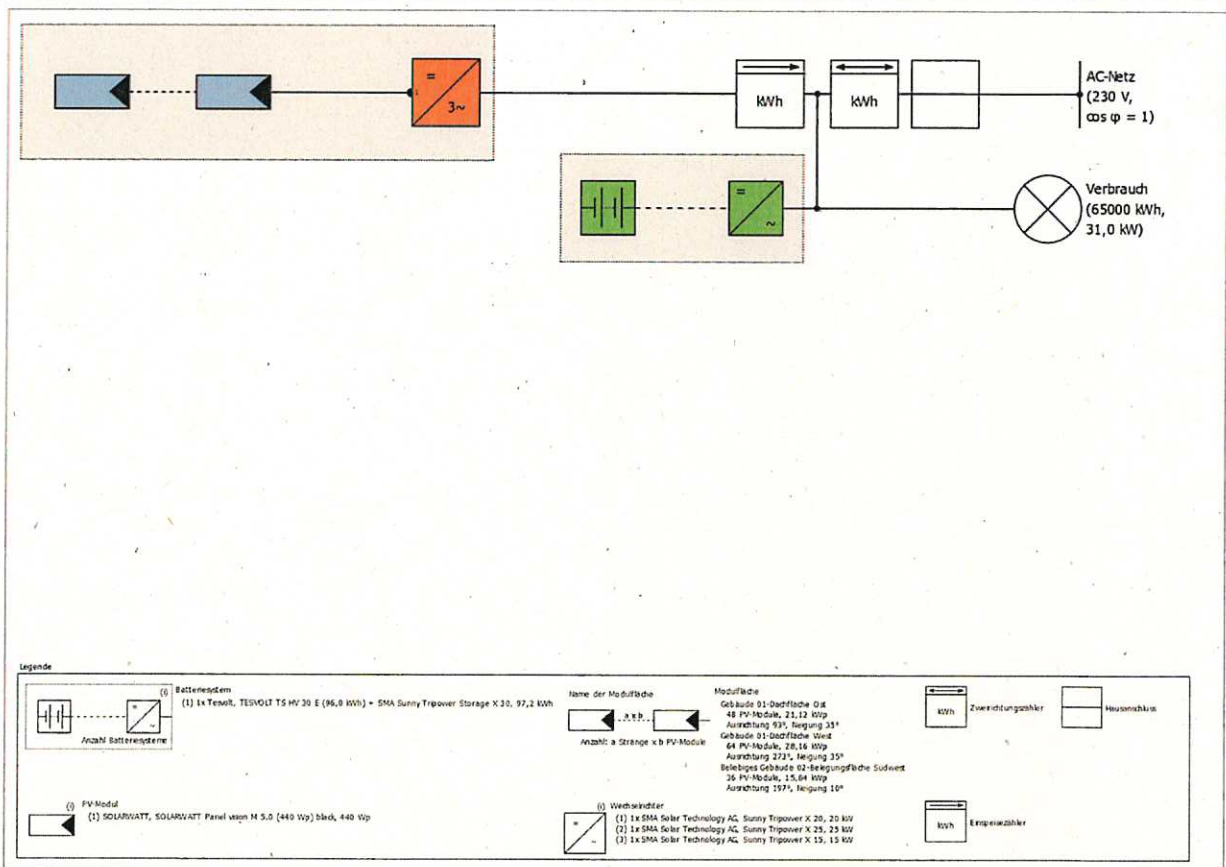 =
3~
kWh
kWh
AC-Netz
(230 V,
cos φ = 1)
=
~
Verbrauch
(65000 kWh,
31,0 kW)
Legende
(i) Batteriesystem
(1) 1x Tesvolt, TESVOLT TS HV 30 E (96,0 kWh) + SMA Sunny Tripower Storage X 30, 97,2 kWh
=
~
Anzahl Batteriesysteme
(i) PV-Modul
(1) SOLARWATT, SOLARWATT Panel vision M 5.0 (440 Wp) black, 440 Wp
Name der Modulfläche
a x b
Anzahl: a Stränge x b PV-Module
Modulfläche
Gebäude 01-Dachfläche Ost
48 PV-Module, 21,12 kWp
Ausrichtung 93°, Neigung 35°
Gebäude 01-Dachfläche West
64 PV-Module, 28,16 kWp
Ausrichtung 273°, Neigung 35°
Beliebiges Gebäude 02-Belegungsfläche Südwest
36 PV-Module, 15,84 kWp
Ausrichtung 197°, Neigung 10°
(i) Wechselrichter
=
~
(1) 1x SMA Solar Technology AG, Sunny Tripower X 20, 20 kW
(2) 1x SMA Solar Technology AG, Sunny Tripower X 25, 25 kW
(3) 1x SMA Solar Technology AG, Sunny Tripower X 15, 15 kW
kWh
Zweirichtungszähler
Hausanschluss
kWh
Einspeisezähler